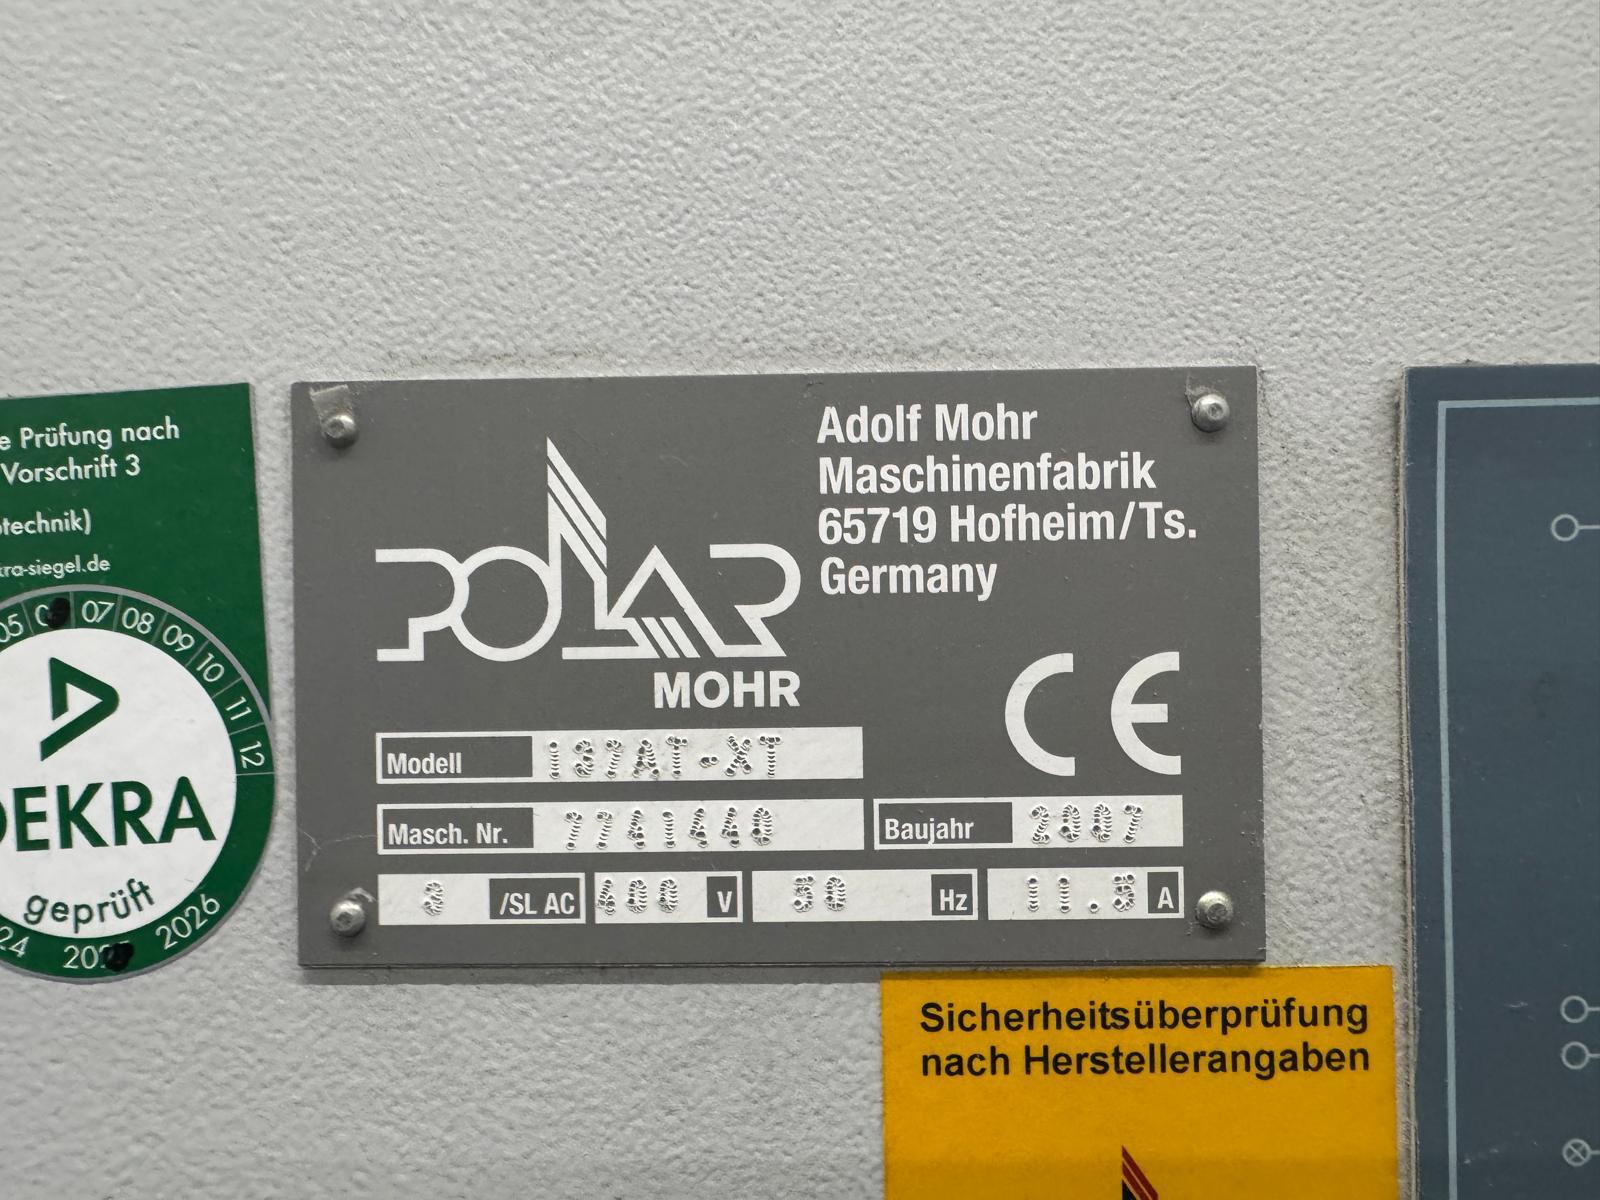 e Prüfung nach
Vorschrift 3
otechnik)
kra-siegel.de
05 07 08 09 10 11 12
DEKRA
geprüft
24 2026
POLAR
MOHR
Adolf Mohr
Maschinenfabrik
65719 Hofheim/Ts.
Germany
CE
Modell 137AT-XT
Masch. Nr.
Baujahr 2007
3 /SL AC 400 V 50 Hz 11.5 A
Sicherheitsüberprüfung
nach Herstellerangaben